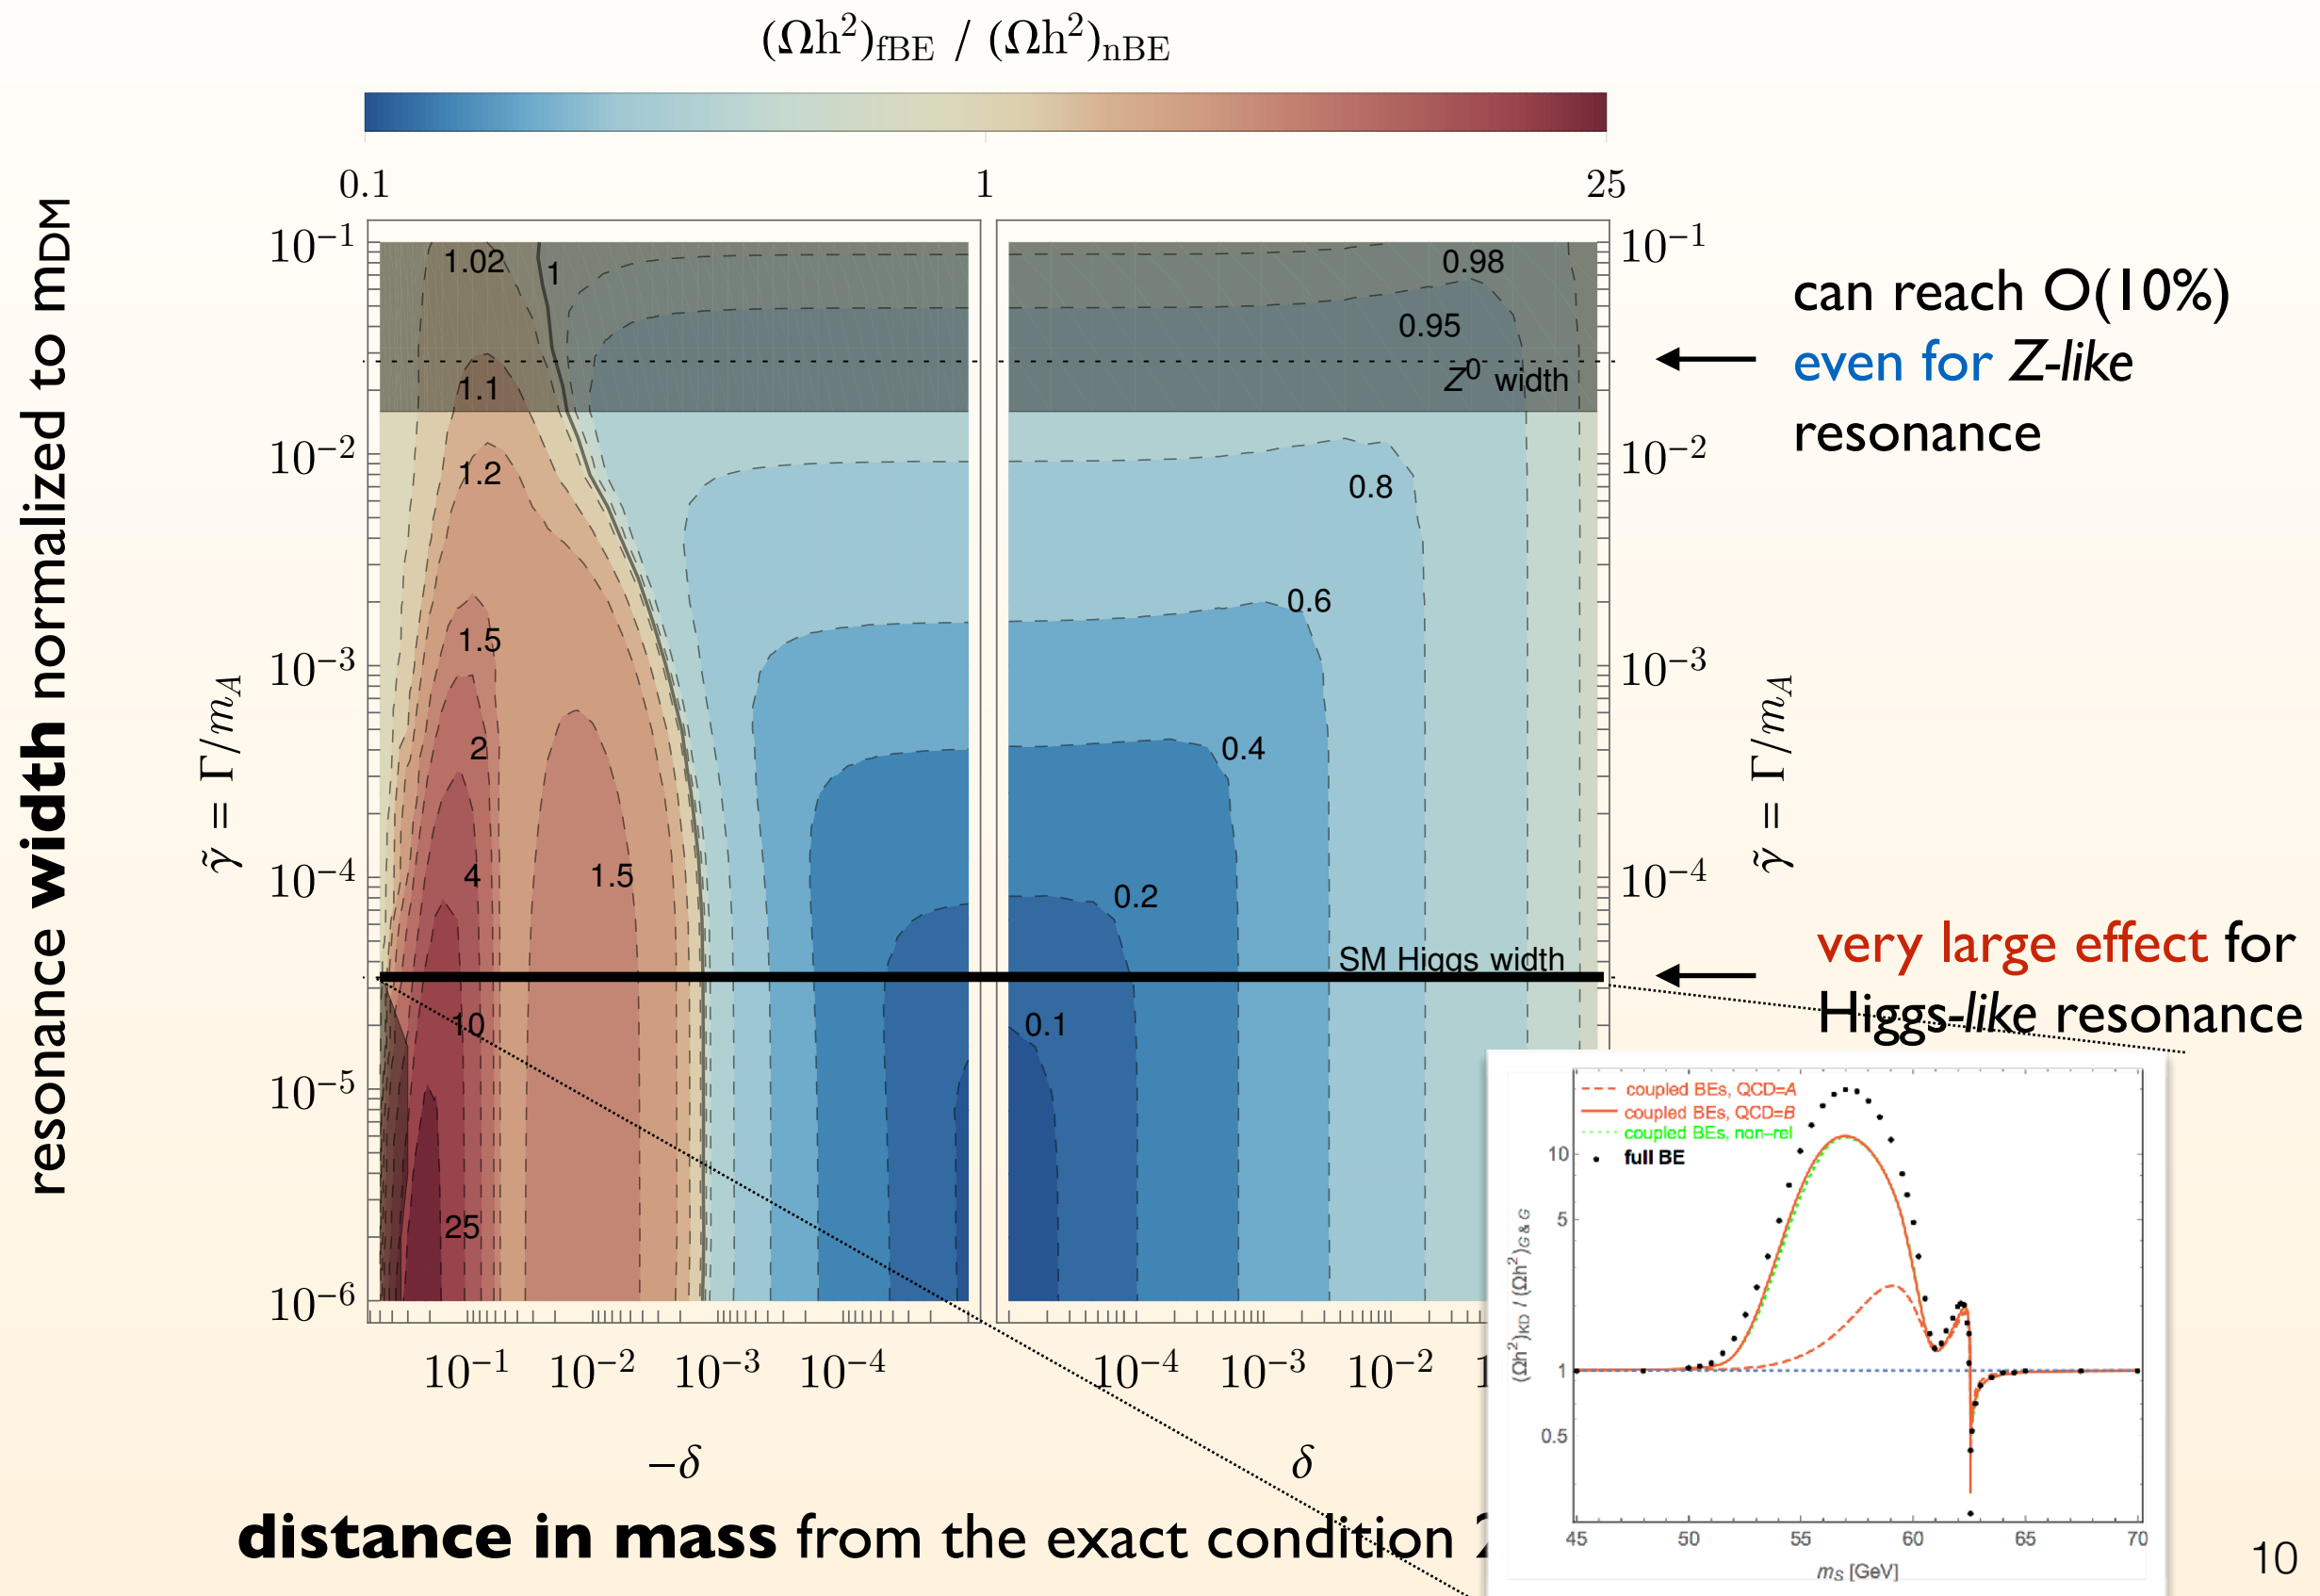 (Ωh²)fBE / (Ωh²)nBE
0.1 1 25
resonance width normalized to mDM
γ̃ = Γ/mA
10⁻¹
10⁻²
10⁻³
10⁻⁴
10⁻⁵
10⁻⁶
1.02
1
1.1
1.2
1.5
2
4
1.5
10
25
0.98
0.95
Z⁰ width
0.8
0.6
0.4
0.2
SM Higgs width
0.1
10⁻¹
10⁻²
10⁻³
10⁻⁴
γ̃ = Γ/mA
can reach O(10%)
even for Z-like
resonance
very large effect for
Higgs-like resonance
10⁻¹ 10⁻² 10⁻³ 10⁻⁴
10⁻⁴ 10⁻³ 10⁻²
−δ
δ
distance in mass from the exact condition
coupled BEs, QCD=A
coupled BEs, QCD=B
coupled BEs, non–rel
full BE
(Ωh²)KD / (Ωh²)G & G
10
5
1
0.5
45 50 55 60 65 70
mS [GeV]
10